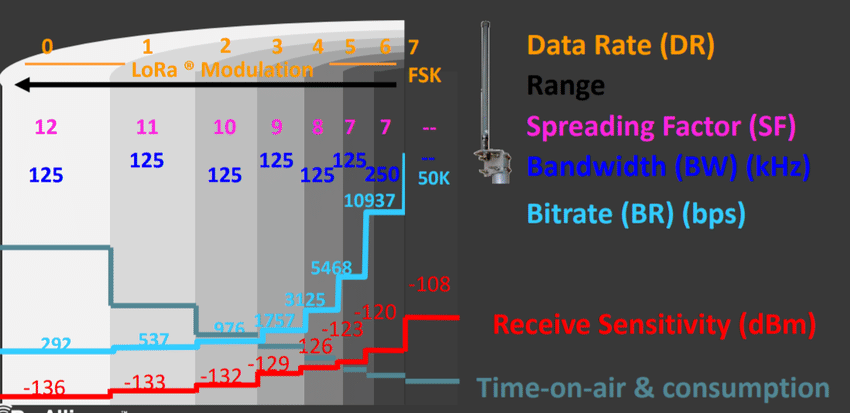 0 1 2 3 4 5 6 7
Data Rate (DR)
LoRa ® Modulation
FSK
Range
12 11 10 9 8 7 7 --
Spreading Factor (SF)
125 125 125 125 125 125 250 --
Bandwidth (BW) (kHz)
50K
10937
Bitrate (BR) (bps)
5468
3125
1757
976
537
292
-108
-120
-123
126
-129
-132
-133
-136
Receive Sensitivity (dBm)
Time-on-air & consumption